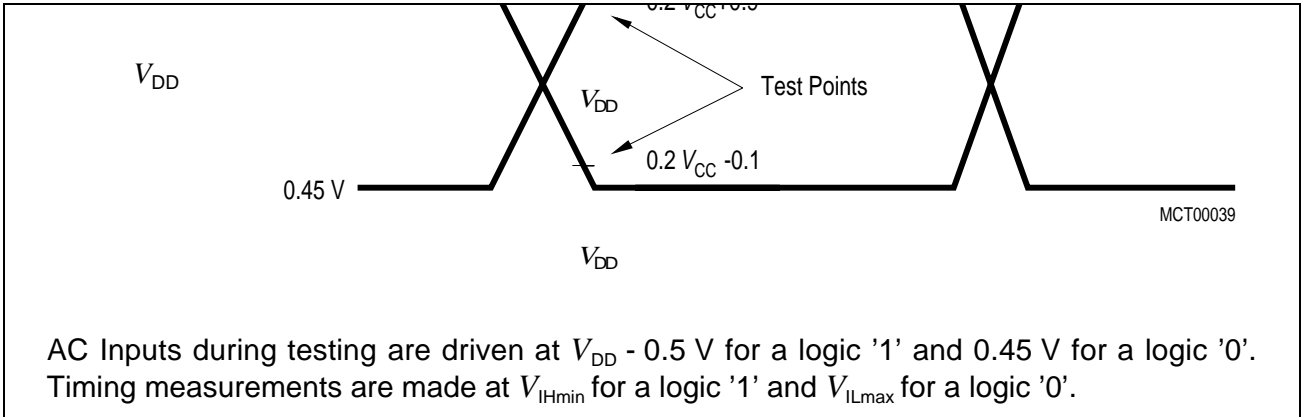 V_DD
Test Points
V_DD
0.2 V_CC -0.1
0.45 V
MCT00039
V_DD
AC Inputs during testing are driven at V_DD - 0.5 V for a logic '1' and 0.45 V for a logic '0'.
Timing measurements are made at V_IHmin for a logic '1' and V_ILmax for a logic '0'.